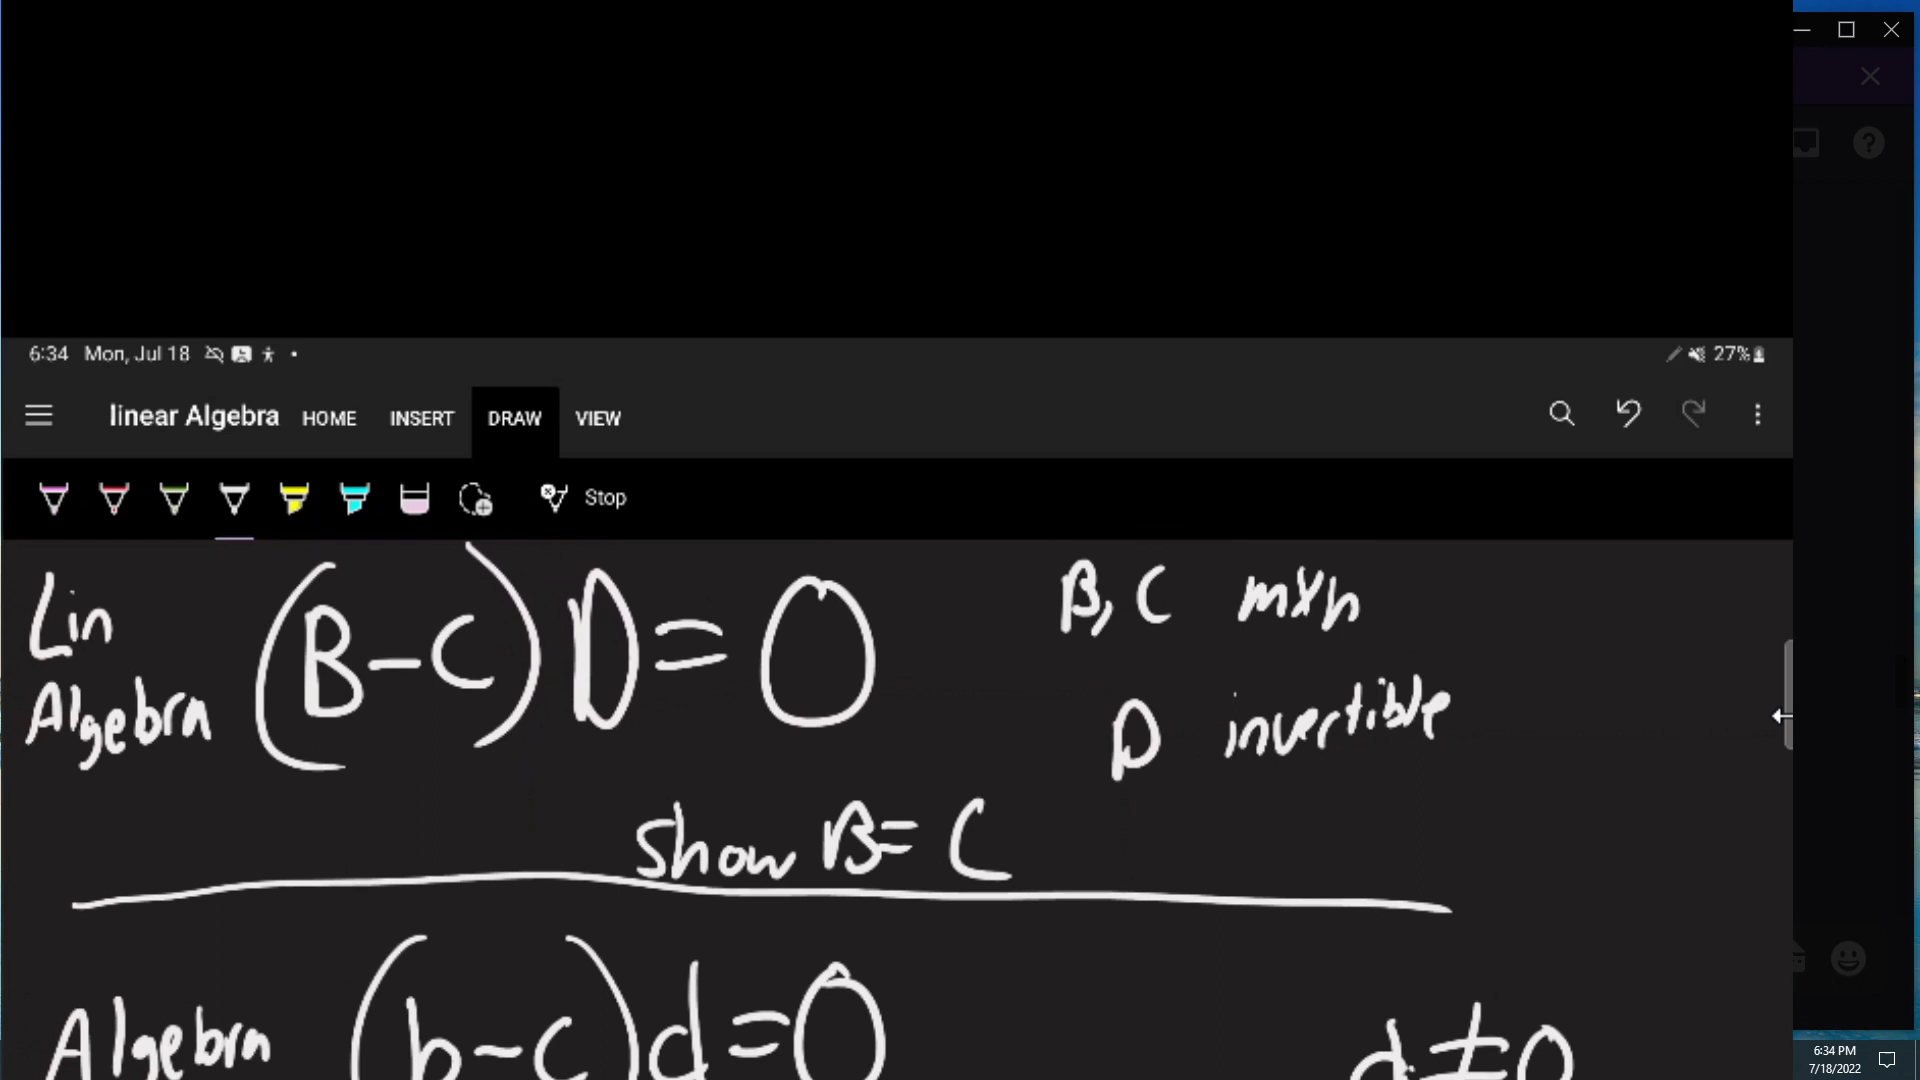 6:34 Mon, Jul 18 27%
linear Algebra HOME INSERT DRAW VIEW
Stop
Lin Algebra (B-C)D=0
B, C mxn
D invertible
show B=C
Algebra (b-c)d=0 d≠0
6:34 PM
7/18/2022